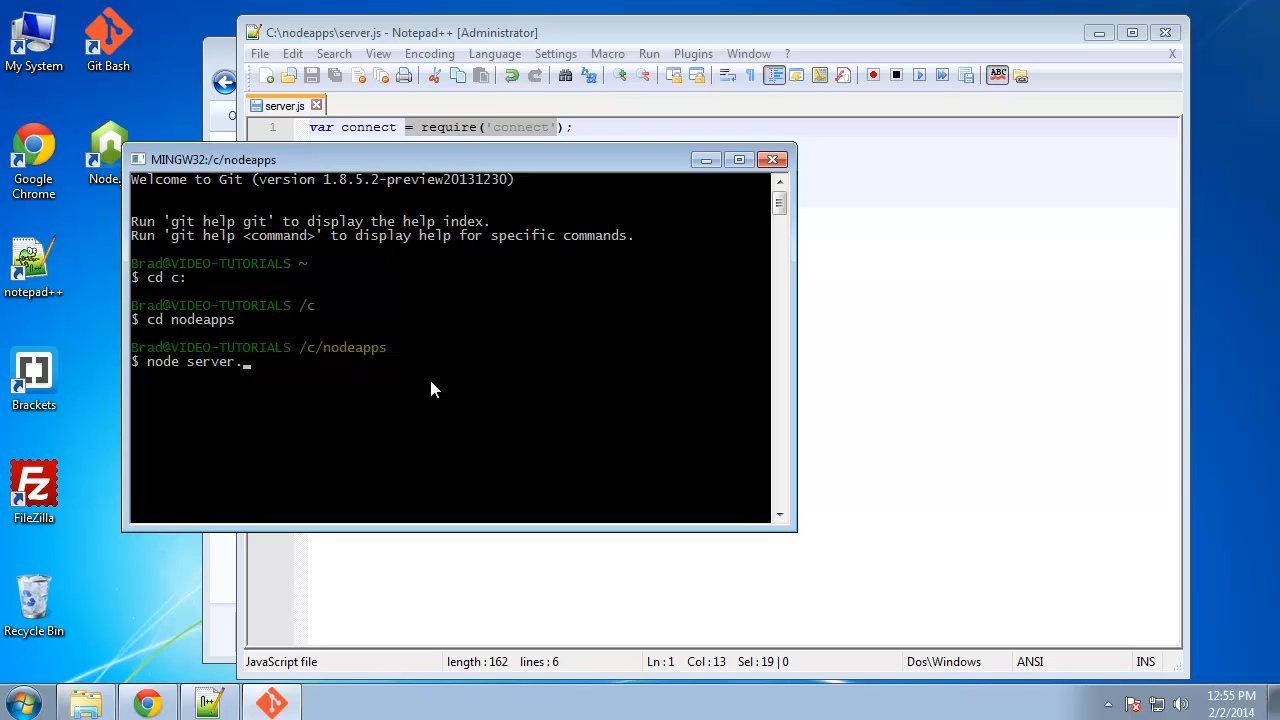 My System
Git Bash
Google Chrome
Node.
notepad++
Brackets
FileZilla
Recycle Bin
C:\nodeapps\server.js - Notepad++ [Administrator]
File Edit Search View Encoding Language Settings Macro Run Plugins Window ? X
server.js
1 var connect = require('connect');
MINGW32:/c/nodeapps
Welcome to Git (version 1.8.5.2-preview20131230)
Run 'git help git' to display the help index.
Run 'git help <command>' to display help for specific commands.
Brad@VIDEO-TUTORIALS ~
$ cd c:
Brad@VIDEO-TUTORIALS /c
$ cd nodeapps
Brad@VIDEO-TUTORIALS /c/nodeapps
$ node server.
JavaScript file length : 162 lines : 6 Ln : 1 Col : 13 Sel : 19 | 0 Dos\Windows ANSI INS
12:55 PM
2/2/2014